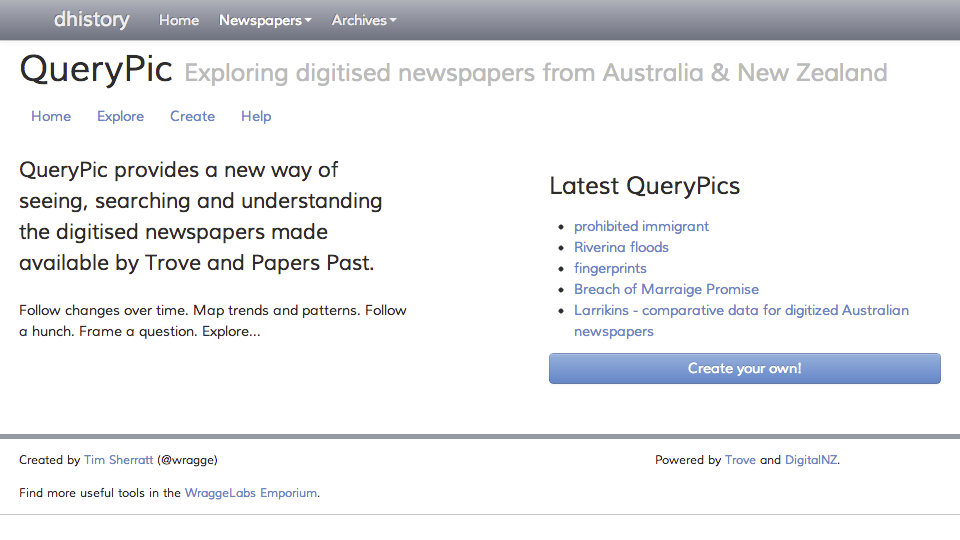 dhistory Home Newspapers Archives
QueryPic Exploring digitised newspapers from Australia & New Zealand
Home Explore Create Help
QueryPic provides a new way of
seeing, searching and understanding
the digitised newspapers made
available by Trove and Papers Past.
Follow changes over time. Map trends and patterns. Follow
a hunch. Frame a question. Explore...
Latest QueryPics
prohibited immigrant
Riverina floods
fingerprints
Breach of Marraige Promise
Larrikins - comparative data for digitized Australian
newspapers
Create your own!
Created by Tim Sherratt (@wragge)
Powered by Trove and DigitalNZ.
Find more useful tools in the WraggeLabs Emporium.